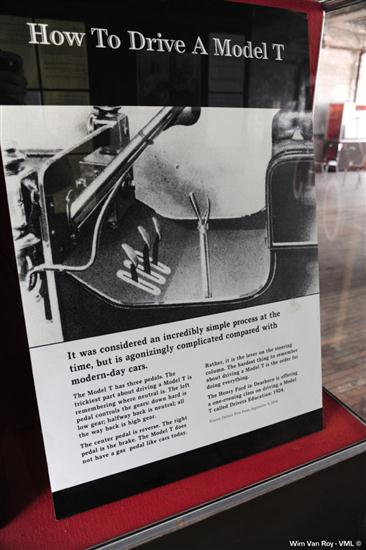 How To Drive A Model T
It was considered an incredibly simple process at the
time, but is agonizingly complicated compared with
modern-day cars.
The Model T has three pedals. The
trickiest part about driving a Model T is
remembering where neutral is. The left
pedal controls the gears: down hard is
low gear; halfway back is neutral; all
the way back is high gear.
The center pedal is reverse. The right
pedal is the brake. The Model T does
not have a gas pedal like cars today.
Rather, it is the lever on the steering
column. The hardest thing to remember
about driving a Model T is the order for
doing everything.
The Henry Ford in Dearborn is offering
a one-evening class on driving a Model
T called Drivers Education: 1924.
Source: Detroit Free Press, September
Wim Van Roy - VML ©